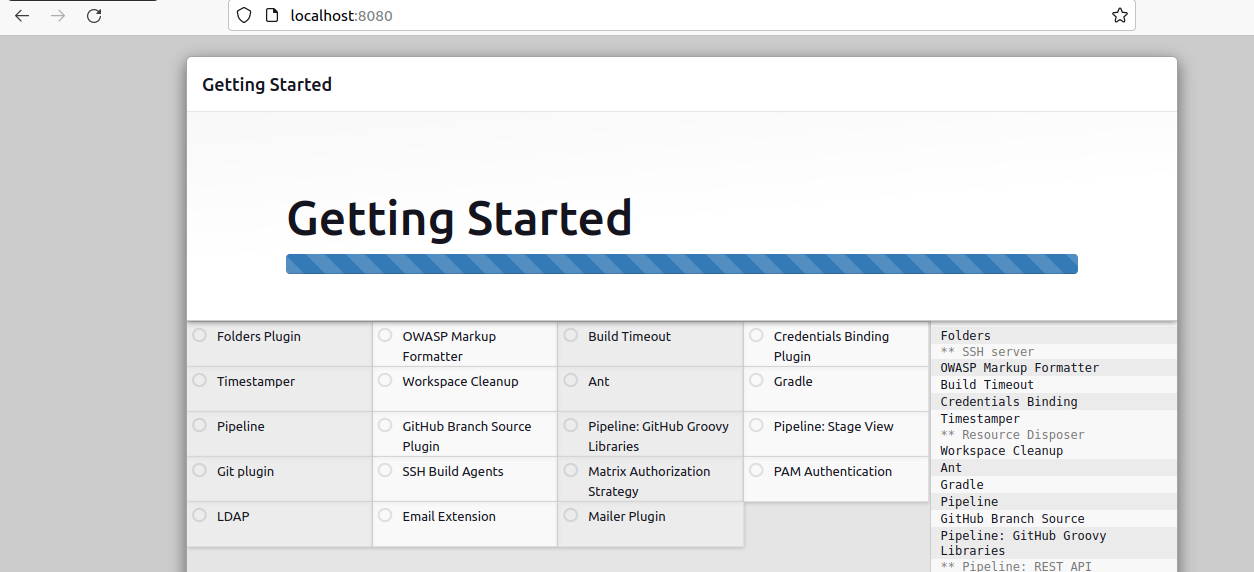 localhost:8080
Getting Started
Getting Started
Folders Plugin
OWASP Markup
Formatter
Build Timeout
Credentials Binding
Plugin
Timestamper
Workspace Cleanup
Ant
Gradle
Pipeline
GitHub Branch Source
Plugin
Pipeline: GitHub Groovy
Libraries
Pipeline: Stage View
Git plugin
SSH Build Agents
Matrix Authorization
Strategy
PAM Authentication
LDAP
Email Extension
Mailer Plugin
Folders
** SSH server
OWASP Markup Formatter
Build Timeout
Credentials Binding
Timestamper
** Resource Disposer
Workspace Cleanup
Ant
Gradle
Pipeline
GitHub Branch Source
Pipeline: GitHub Groovy
Libraries
** Pipeline: REST API